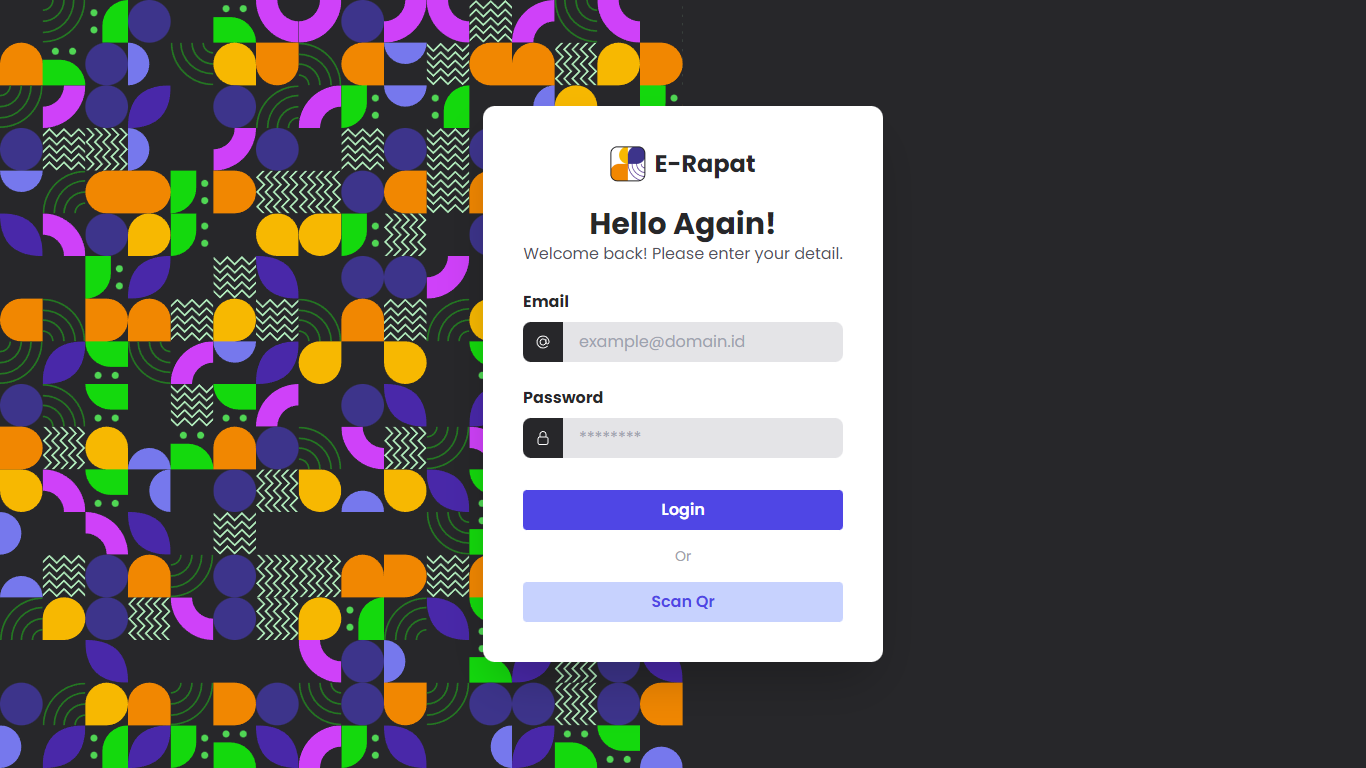 E-Rapat
Hello Again!
Welcome back! Please enter your detail.
Email
@ example@domain.id
Password
********
Login
Or
Scan Qr